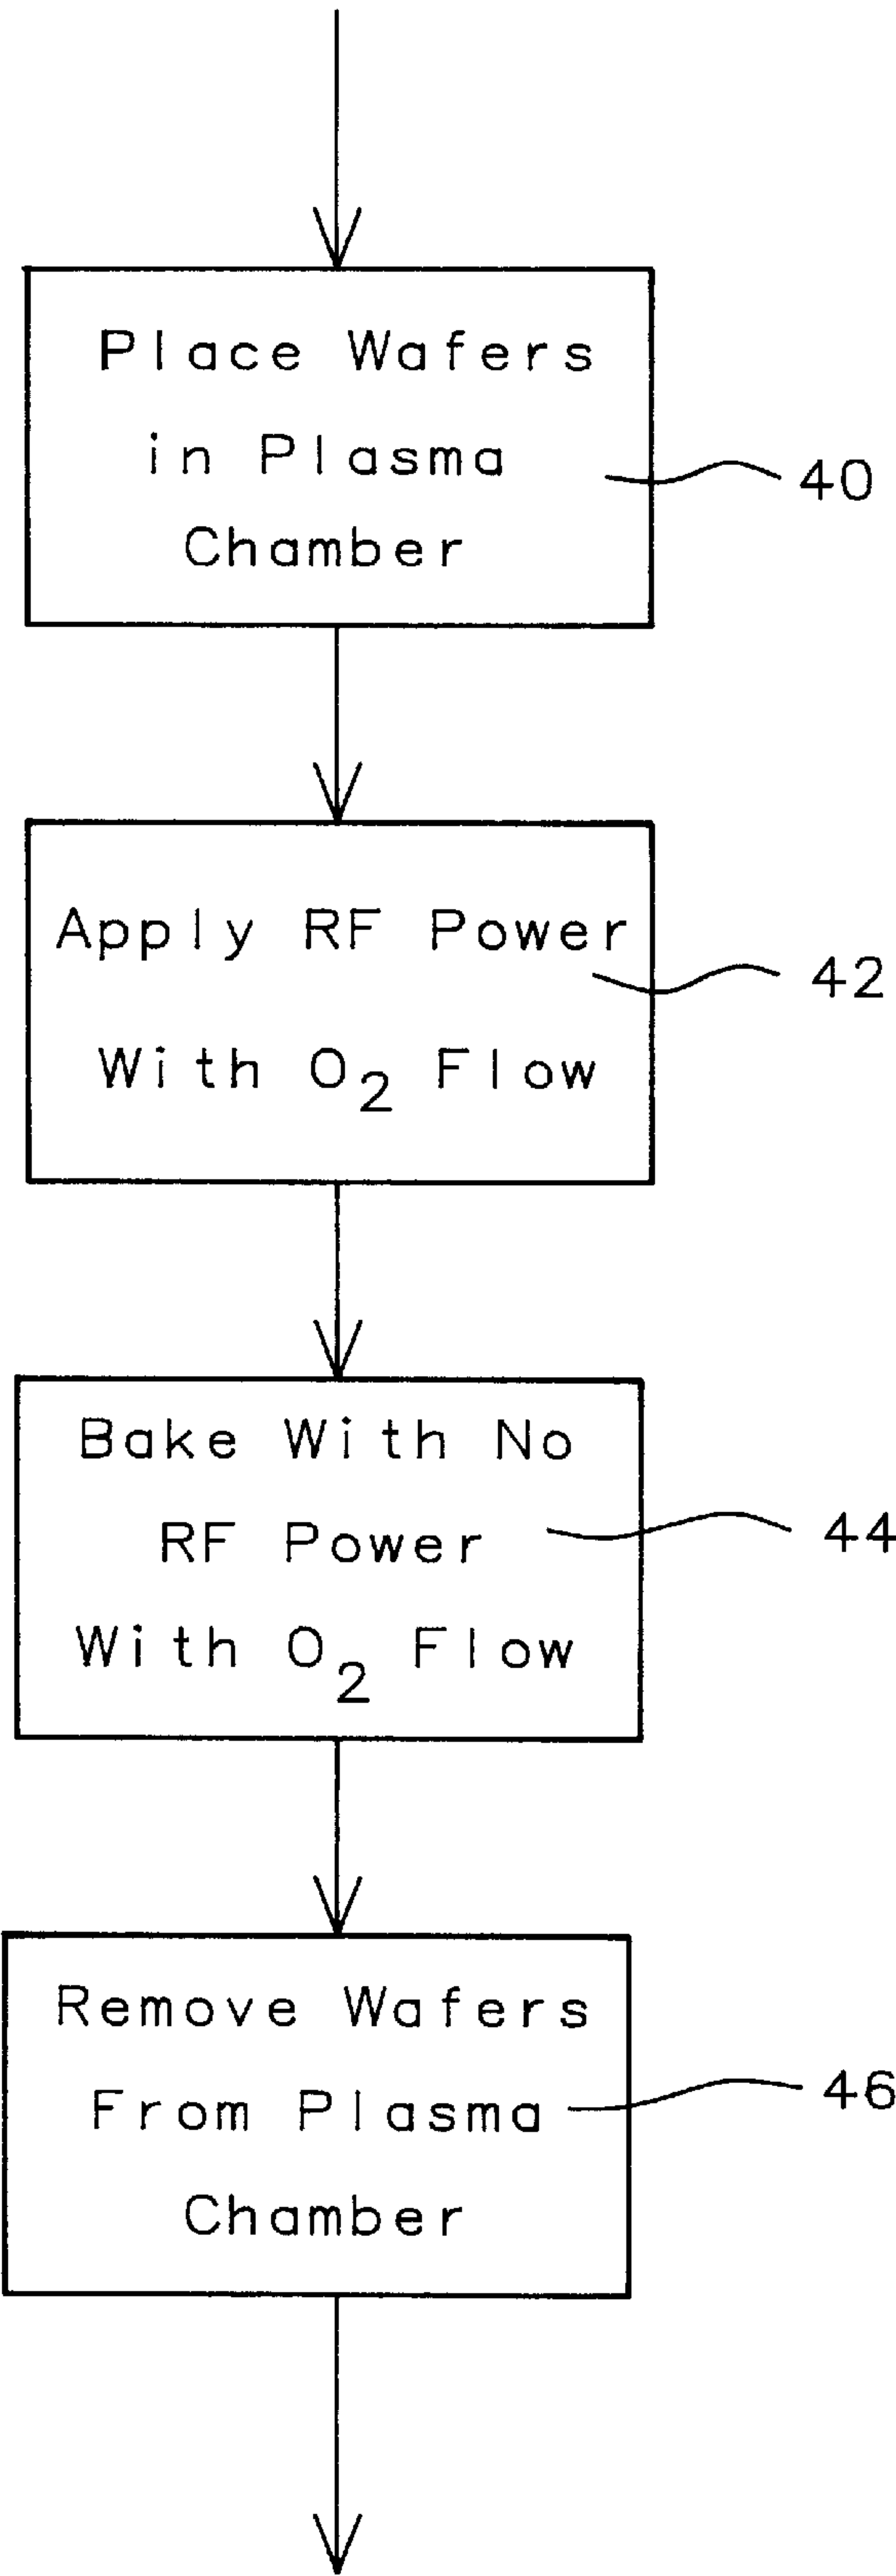 Place Wafers
in Plasma
Chamber
40
Apply RF Power
With O₂ Flow
42
Bake With No
RF Power
With O₂ Flow
44
Remove Wafers
From Plasma
Chamber
46